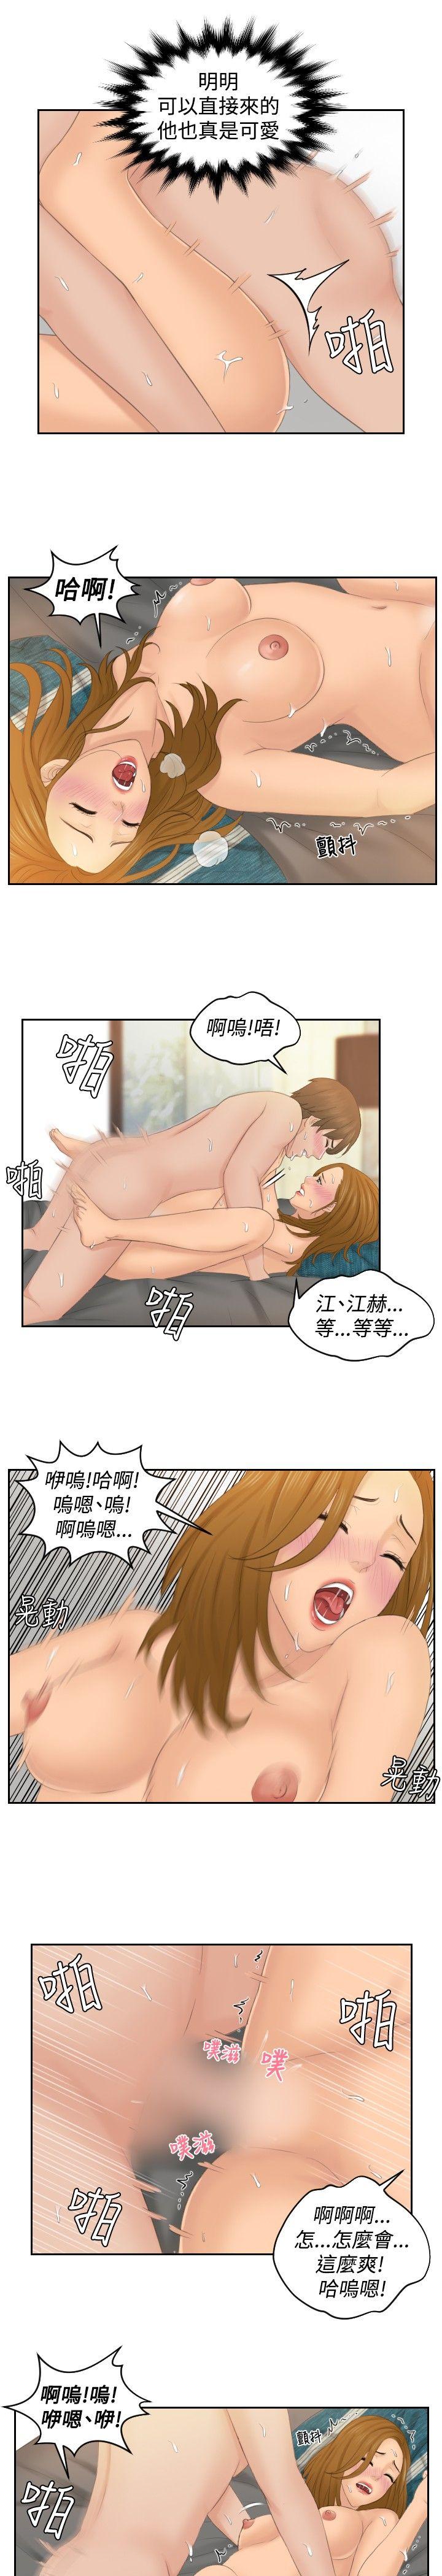 明明
可以直接來的
他也真是可愛
啪
哈啊!
顫抖
啊嗚!唔!
啪
啪
啪
江、江赫...
等...等等...
咿嗚!哈啊!
嗚嗯、嗚!
啊嗚嗯...
晃動
晃動
啪
啪
噗滋
噗
噗滋
啪
啊啊啊...
怎...怎麼會...
這麼爽!
哈嗚嗯!
啊嗚!嗚!
咿嗯、咿!
顫抖
啪